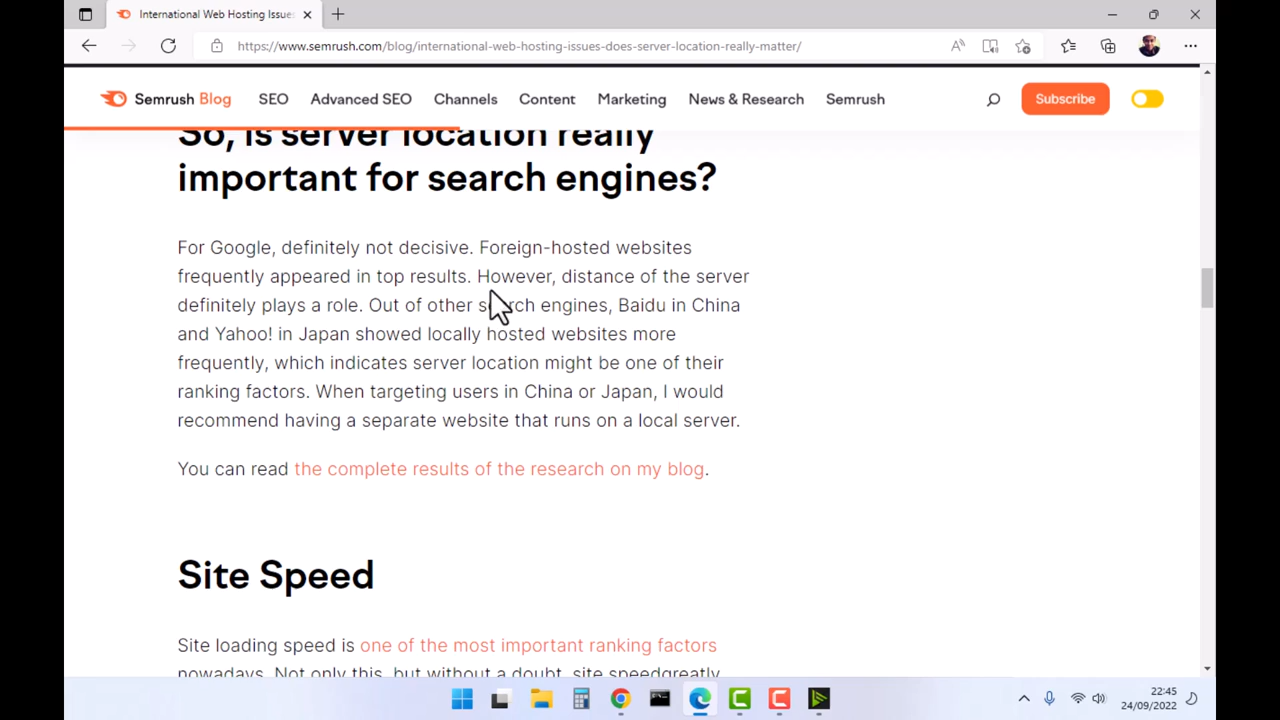 International Web Hosting Issues
https://www.semrush.com/blog/international-web-hosting-issues-does-server-location-really-matter/
Semrush Blog SEO Advanced SEO Channels Content Marketing News & Research Semrush Subscribe
So, is server location really
important for search engines?
For Google, definitely not decisive. Foreign-hosted websites
frequently appeared in top results. However, distance of the server
definitely plays a role. Out of other search engines, Baidu in China
and Yahoo! in Japan showed locally hosted websites more
frequently, which indicates server location might be one of their
ranking factors. When targeting users in China or Japan, I would
recommend having a separate website that runs on a local server.
You can read the complete results of the research on my blog.
Site Speed
Site loading speed is one of the most important ranking factors
nowadays. Not only this, but without a doubt, site speedgreatly
22:45
24/09/2022